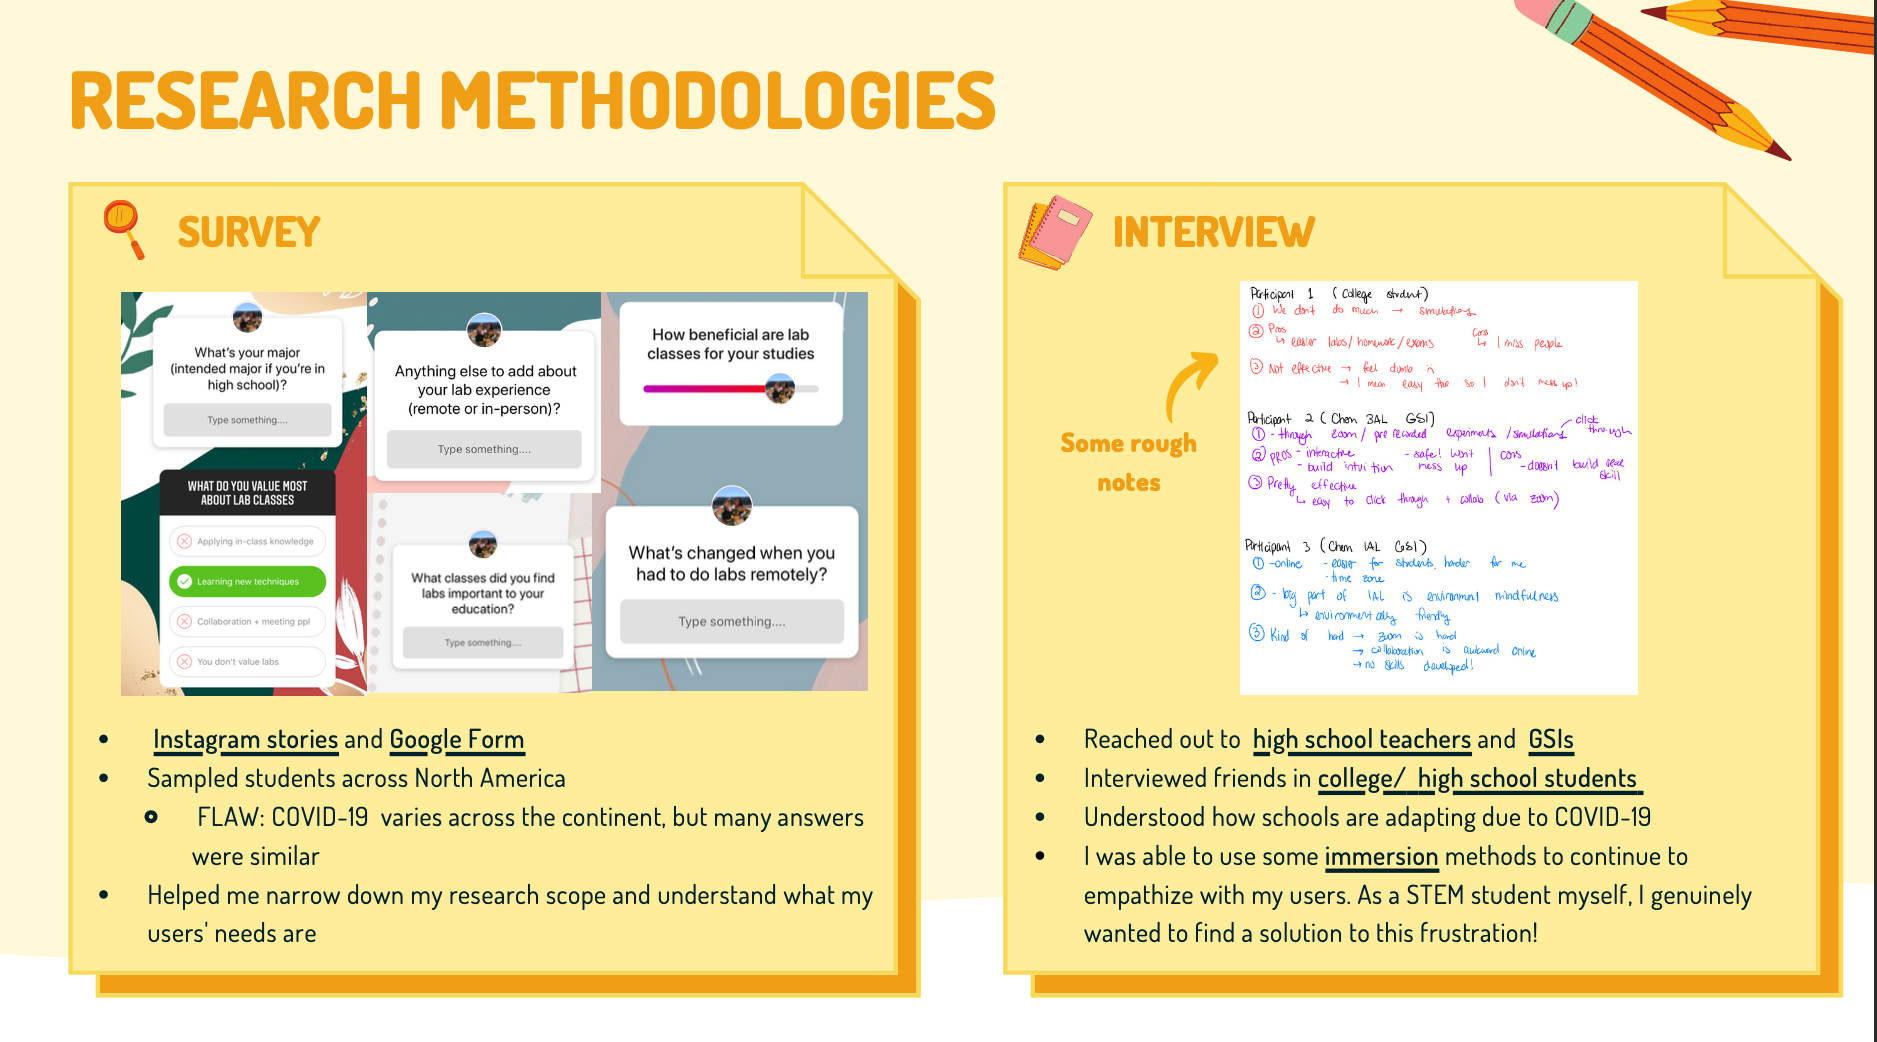 RESEARCH METHODOLOGIES
SURVEY
What's your major
(intended major if you're in
high school)?
Type something....
WHAT DO YOU VALUE MOST
ABOUT LAB CLASSES
Applying in-class knowledge
Learning new techniques
Collaboration + meeting ppl
You don't value labs
Anything else to add about
your lab experience
(remote or in-person)?
Type something....
What classes did you find
labs important to your
education?
Type something....
How beneficial are lab
classes for your studies
What's changed when you
had to do labs remotely?
Type something....
• Instagram stories and Google Form
• Sampled students across North America
FLAW: COVID-19 varies across the continent, but many answers
were similar
• Helped me narrow down my research scope and understand what my
users' needs are
INTERVIEW
Some rough
notes
Participant 1 (College student)
① We don't do much → simulations
② Pros
↳ easier labs/homework/exams
Cons
↳ I miss people
③ Not effective → feel dumb
→ I mean easy tho so I don't mess up!
Participant 2 (Chem 3AL GSI)
① - through zoom / pre recorded experiments /simulations
click
through
② pros - interactive - safe! won't mess up
- build intuition
cons
- doesn't build real
skill
③ Pretty effective
↳ easy to click through + collab (via zoom)
Participant 3 (Chem 1AL GSI)
① - online - easier for students, harder for me
- time zone
② - big part of 1AL is environment mindfulness
↳ environmentally friendly
③ Kind of hard → zoom is hard
→ collaboration is awkward online
→ no skills developed!
• Reached out to high school teachers and GSIs
• Interviewed friends in college/ high school students
• Understood how schools are adapting due to COVID-19
• I was able to use some immersion methods to continue to
empathize with my users. As a STEM student myself, I genuinely
wanted to find a solution to this frustration!